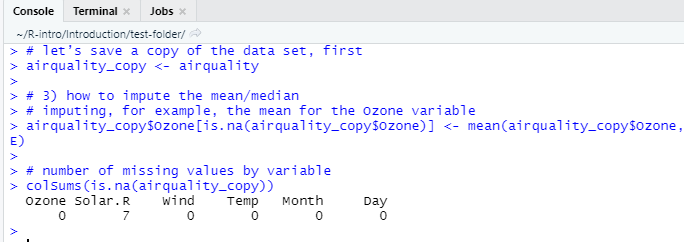 Console Terminal × Jobs ×
~/R-intro/Introduction/test-folder/
> # let's save a copy of the data set, first
> airquality_copy <- airquality
>
> # 3) how to impute the mean/median
> # imputing, for example, the mean for the Ozone variable
> airquality_copy$Ozone[is.na(airquality_copy$Ozone)] <- mean(airquality_copy$Ozone,
E)
>
> # number of missing values by variable
> colSums(is.na(airquality_copy))
Ozone Solar.R Wind Temp Month Day
0 7 0 0 0 0
>